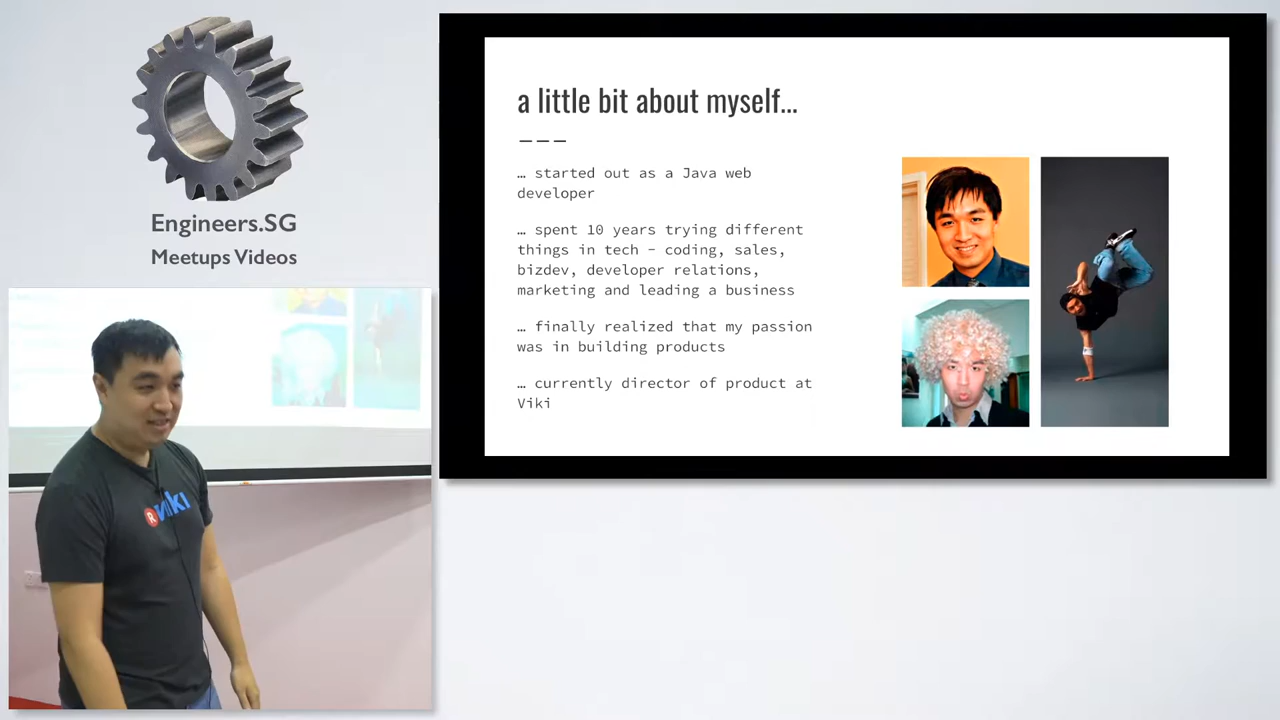 Engineers.SG
Meetups Videos
a little bit about myself...
… started out as a Java web
developer
… spent 10 years trying different
things in tech – coding, sales,
bizdev, developer relations,
marketing and leading a business
… finally realized that my passion
was in building products
… currently director of product at
Viki
R
Viki